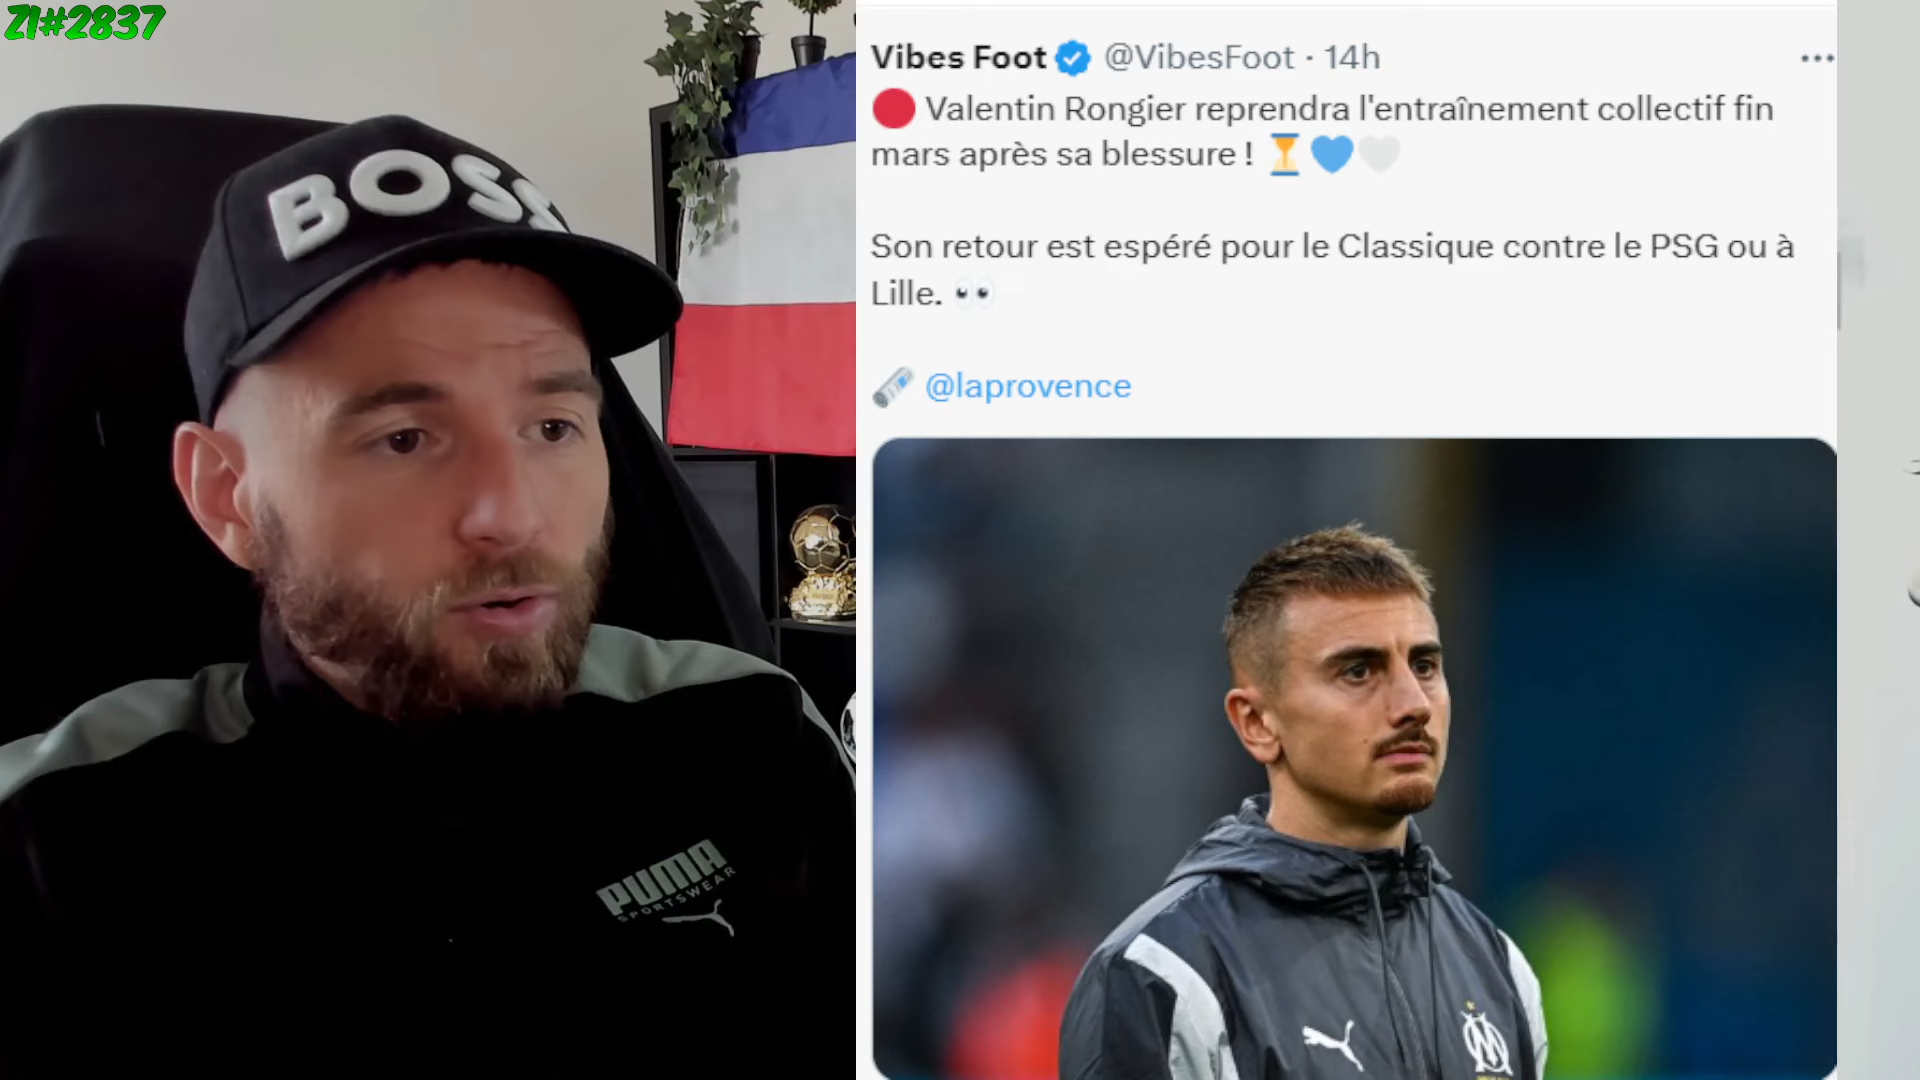 ZI#2837
BOSS
PUMA
SPORTSWEAR
Vibes Foot @VibesFoot · 14h
Valentin Rongier reprendra l'entraînement collectif fin
mars après sa blessure !
Son retour est espéré pour le Classique contre le PSG ou à
Lille.
@laprovence